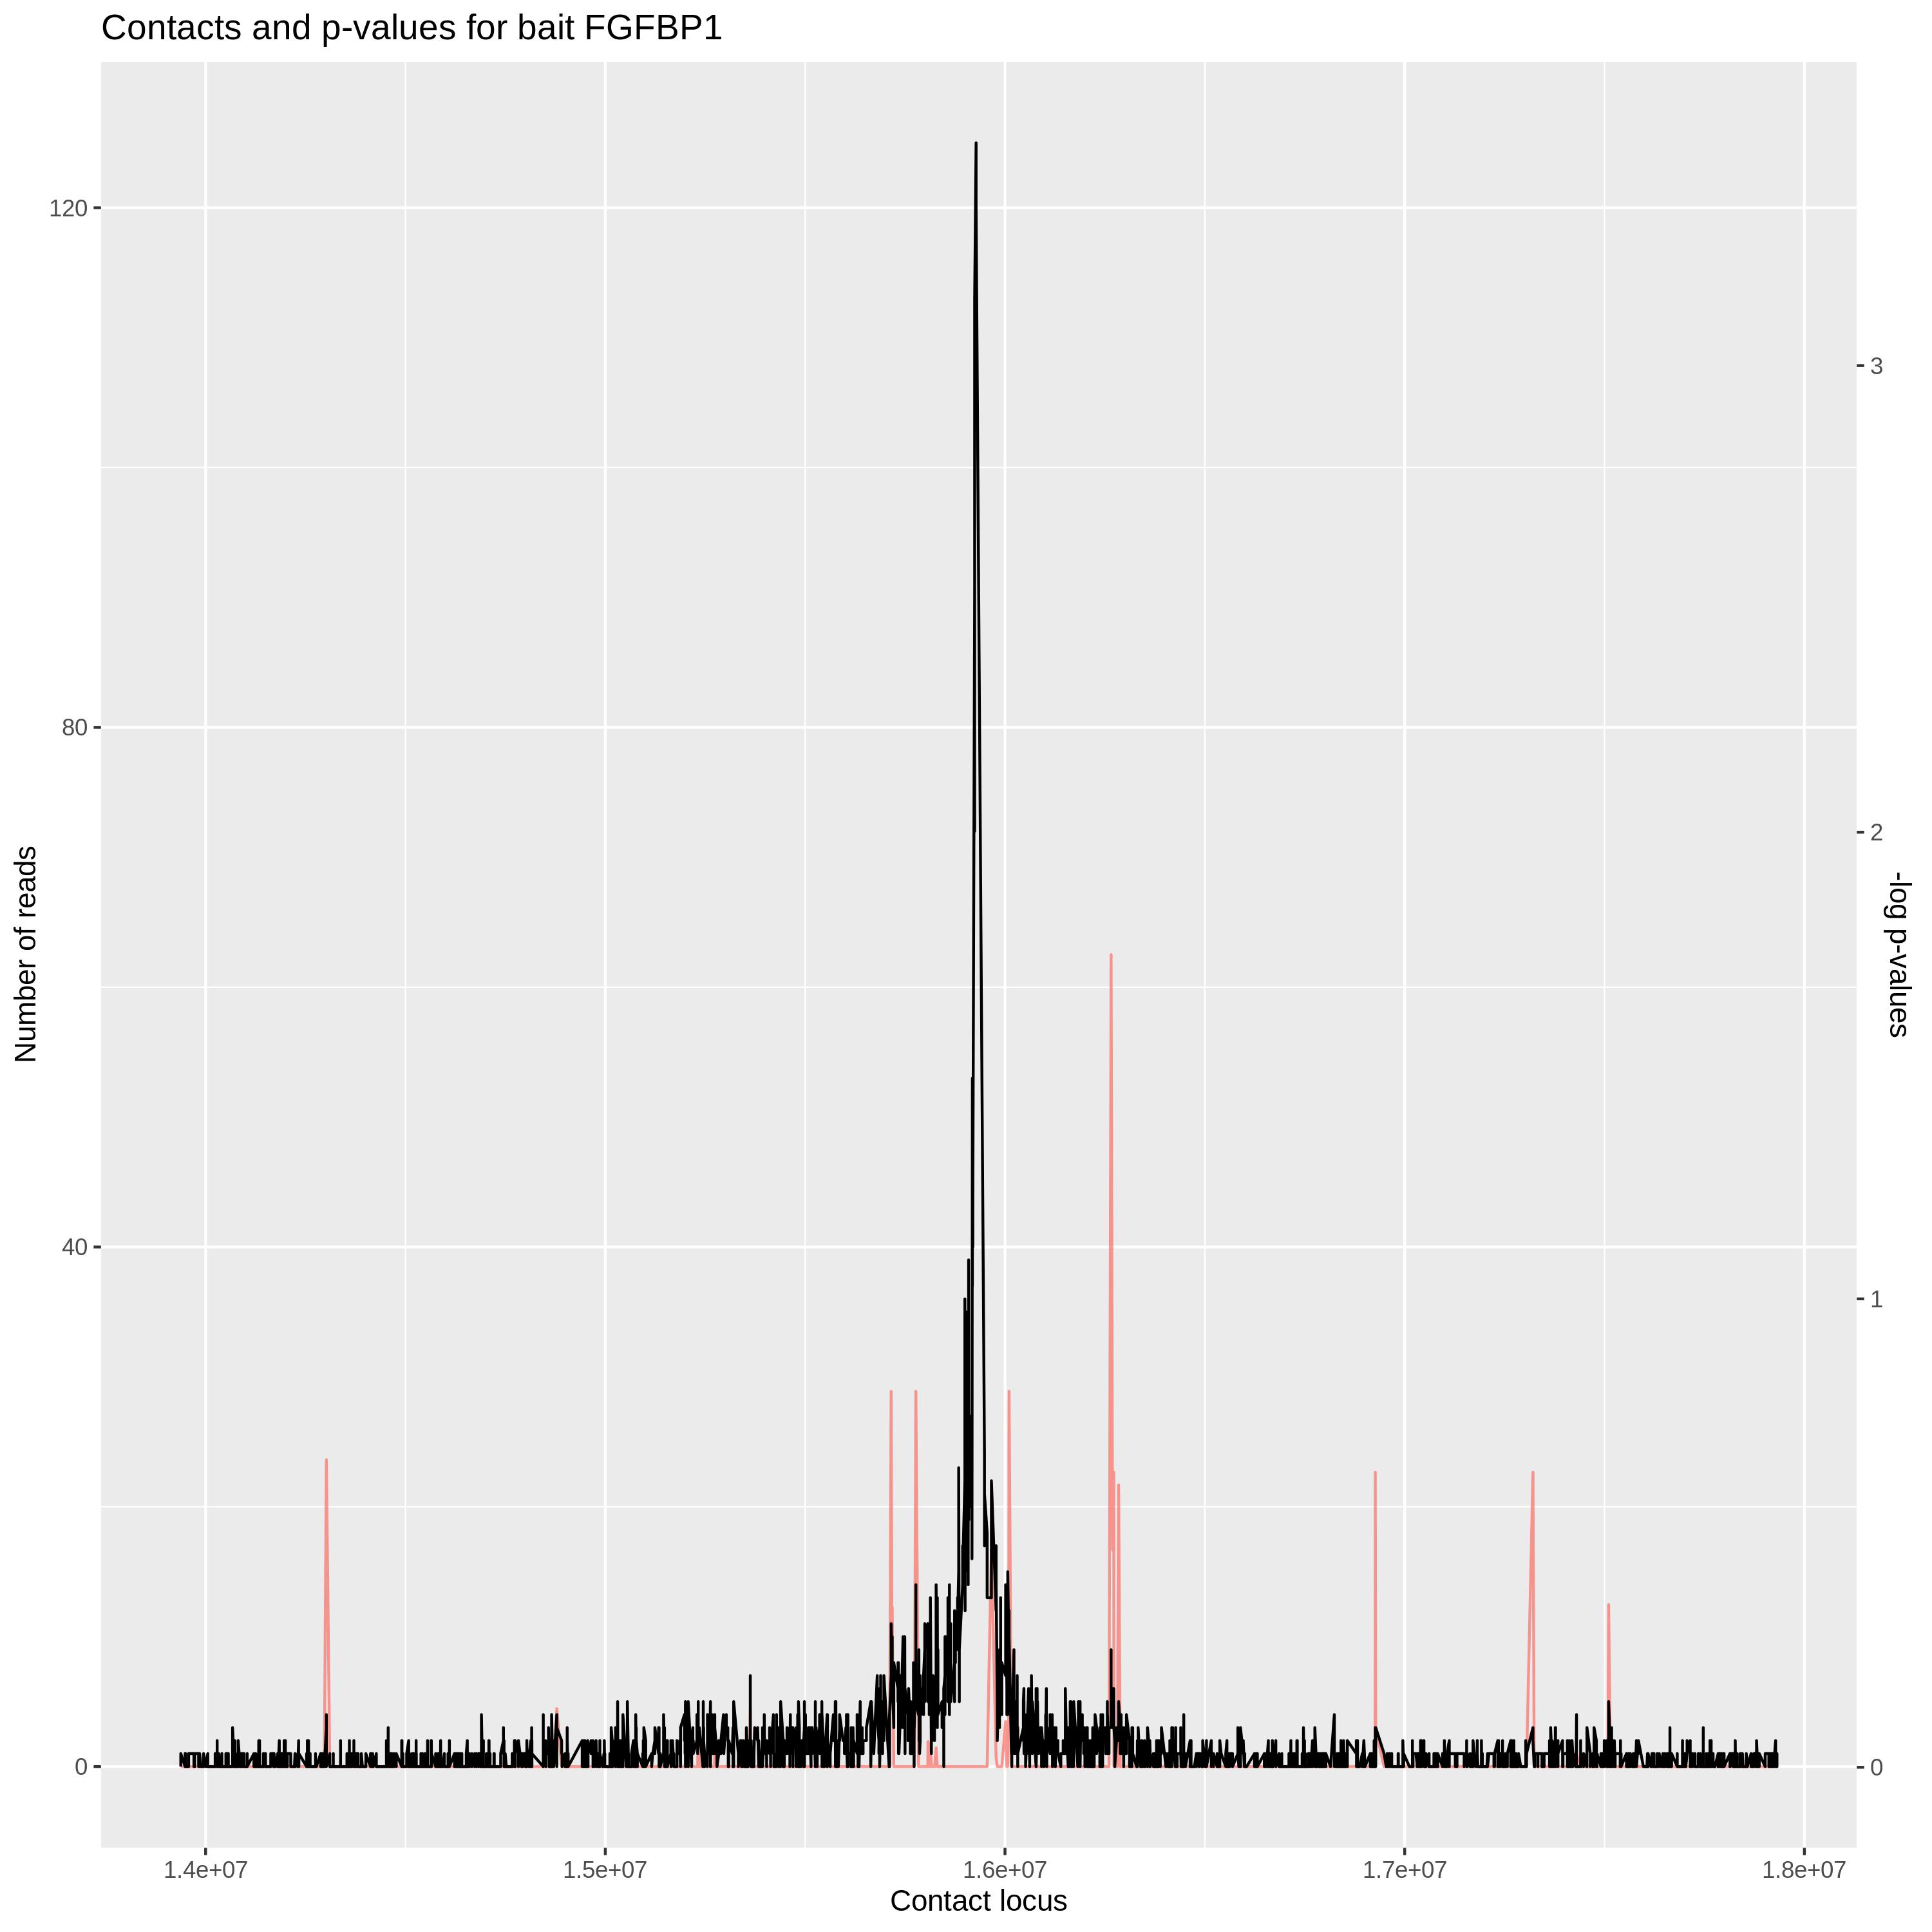 Contacts and p-values for bait FGFBP1
120
80
40
0
Number of reads
3
2
1
0
-log p-values
1.4e+07
1.5e+07
1.6e+07
1.7e+07
1.8e+07
Contact locus